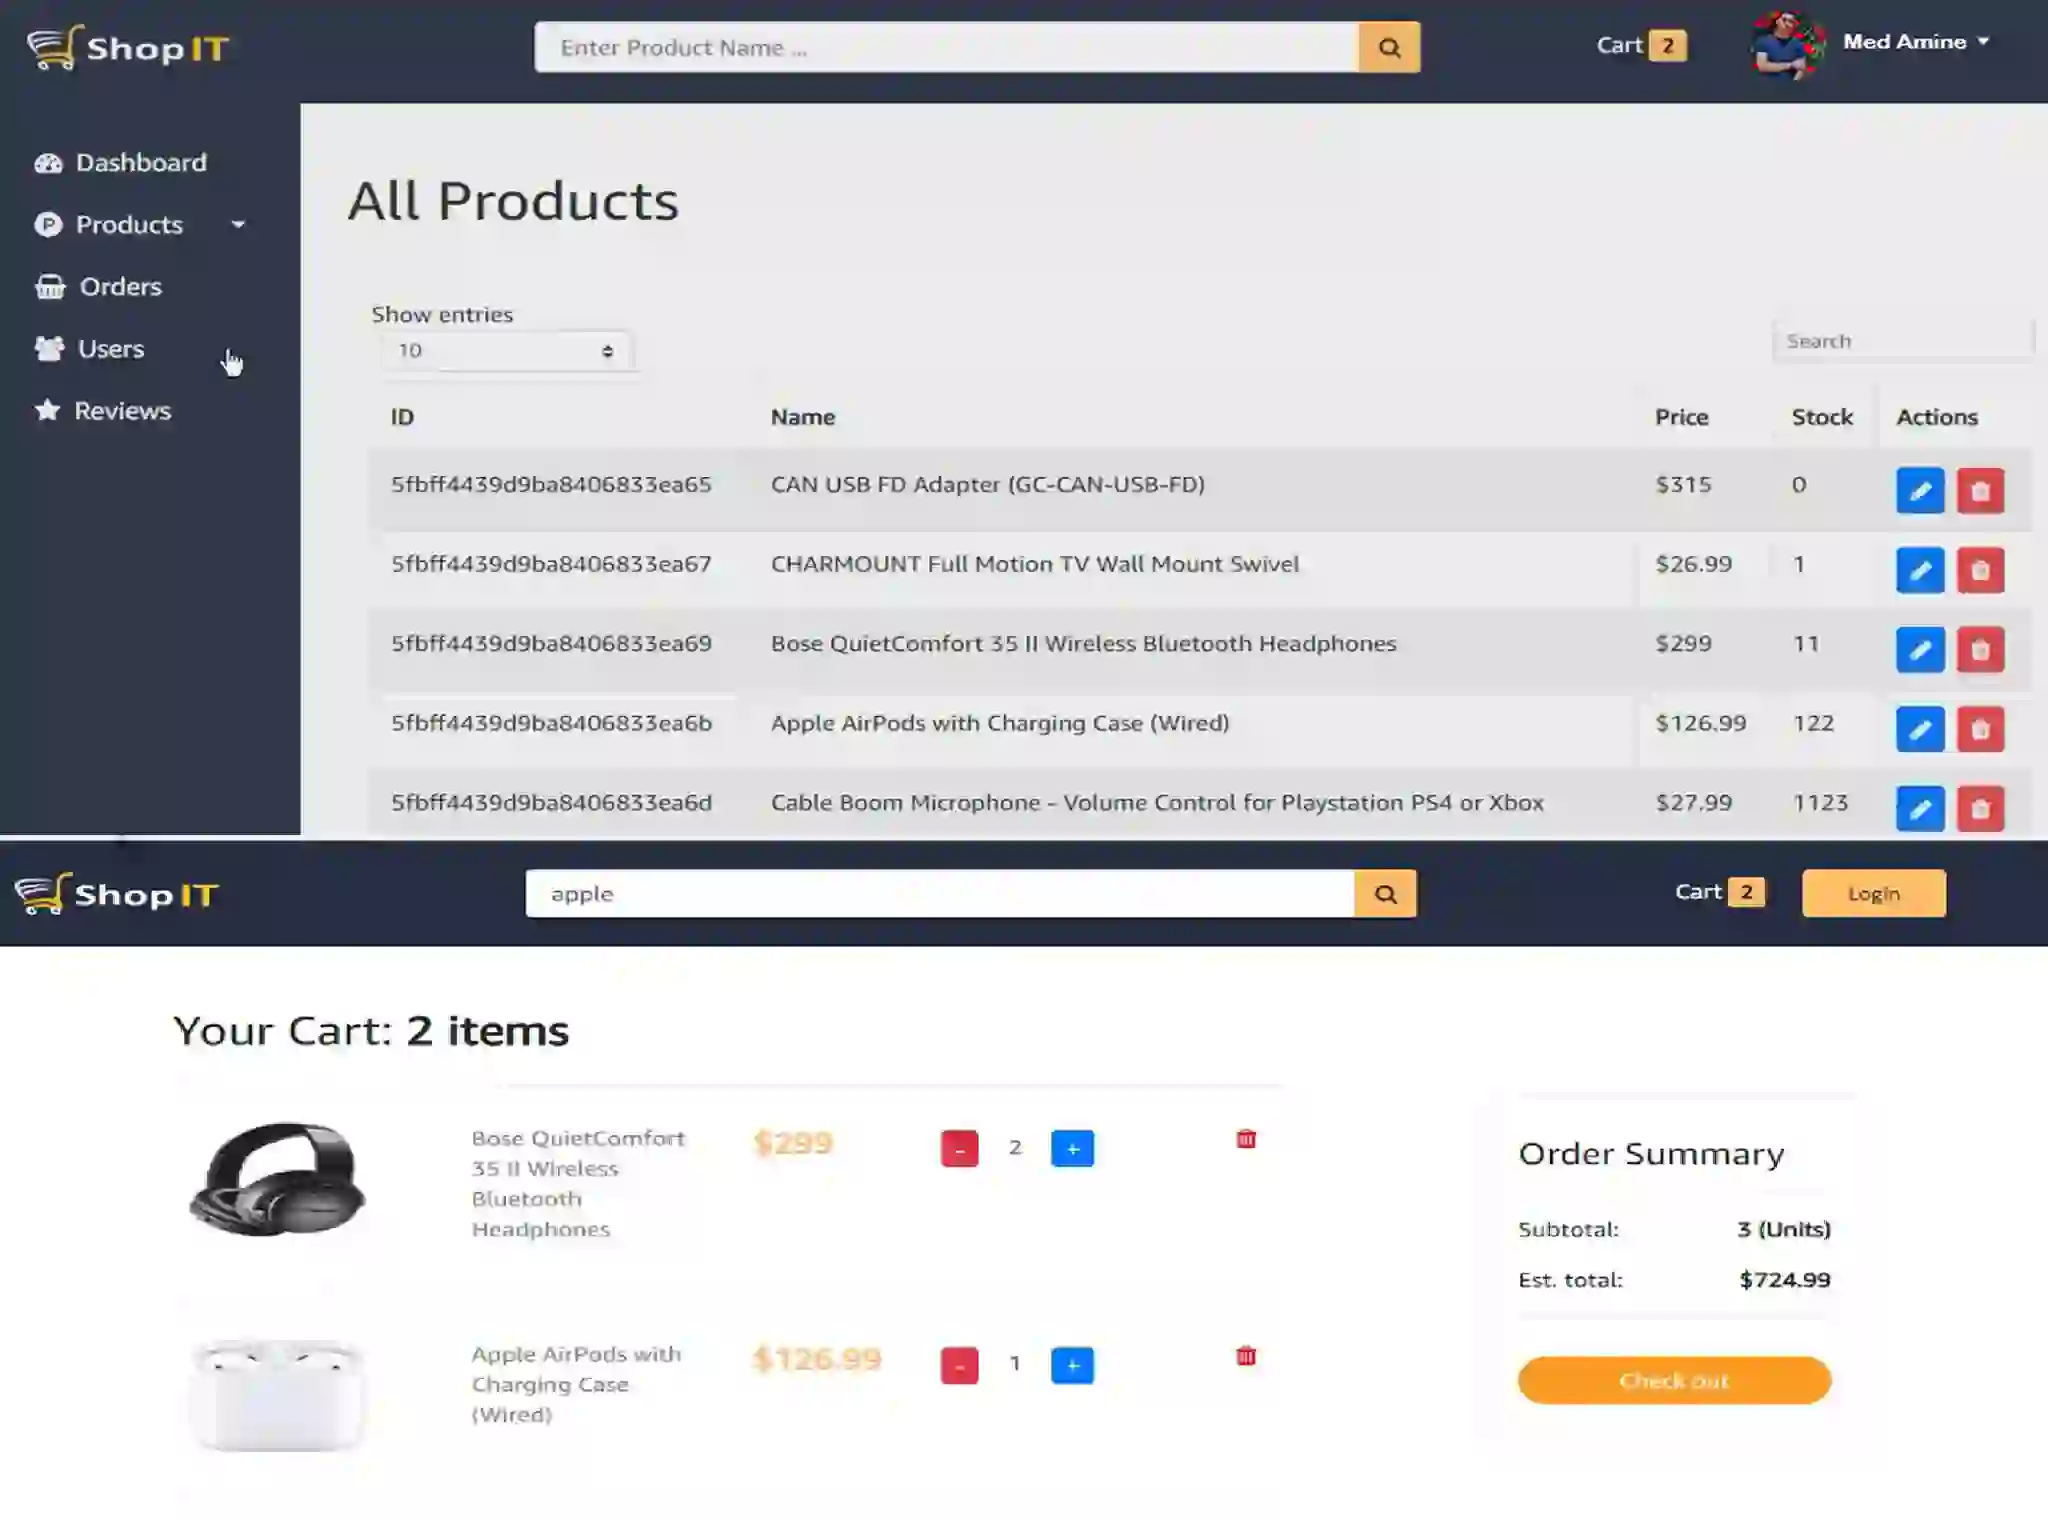 Shop IT
Enter Product Name ...
Cart 2
Med Amine
Dashboard
Products
Orders
Users
Reviews
All Products
Show entries
10
Search
ID Name Price Stock Actions
5fbff4439d9ba8406833ea65 CAN USB FD Adapter (GC-CAN-USB-FD) $315 0
5fbff4439d9ba8406833ea67 CHARMOUNT Full Motion TV Wall Mount Swivel $26.99 1
5fbff4439d9ba8406833ea69 Bose QuietComfort 35 II Wireless Bluetooth Headphones $299 11
5fbff4439d9ba8406833ea6b Apple AirPods with Charging Case (Wired) $126.99 122
5fbff4439d9ba8406833ea6d Cable Boom Microphone - Volume Control for Playstation PS4 or Xbox $27.99 1123
Shop IT
apple
Cart 2
Login
Your Cart: 2 items
Bose QuietComfort
35 II Wireless
Bluetooth
Headphones
$299
- 2 +
Apple AirPods with
Charging Case
(Wired)
$126.99
- 1 +
Order Summary
Subtotal: 3 (Units)
Est. total: $724.99
Check out